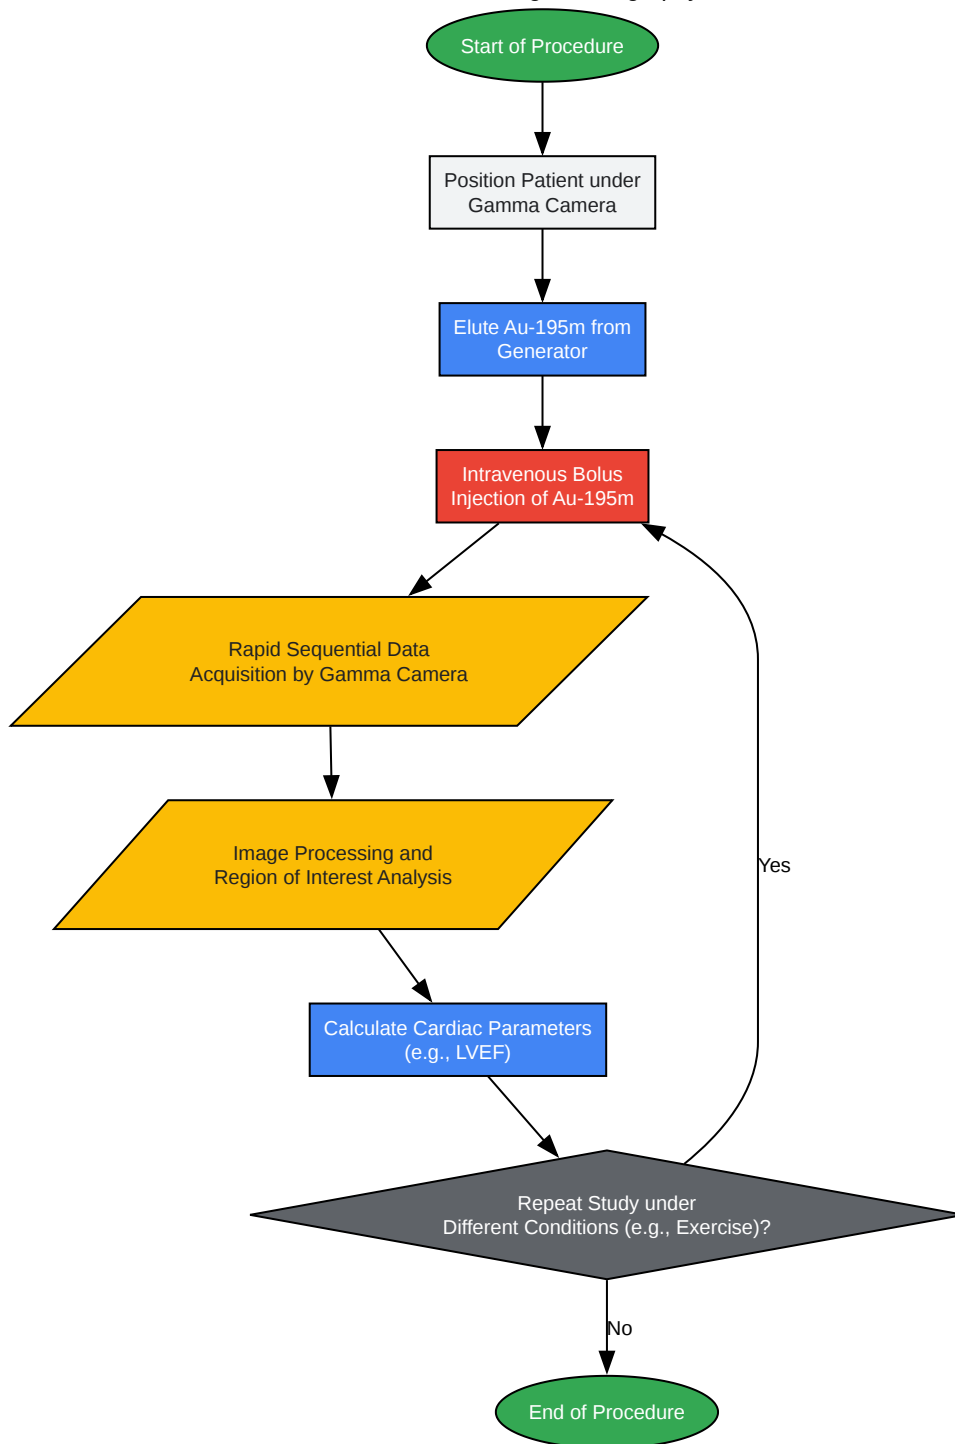 Start of Procedure
Position Patient under
Gamma Camera
Elute Au-195m from
Generator
Intravenous Bolus
Injection of Au-195m
Rapid Sequential Data
Acquisition by Gamma Camera
Image Processing and
Region of Interest Analysis
Yes
Calculate Cardiac Parameters
(e.g., LVEF)
Repeat Study under
Different Conditions (e.g., Exercise)?
No
End of Procedure